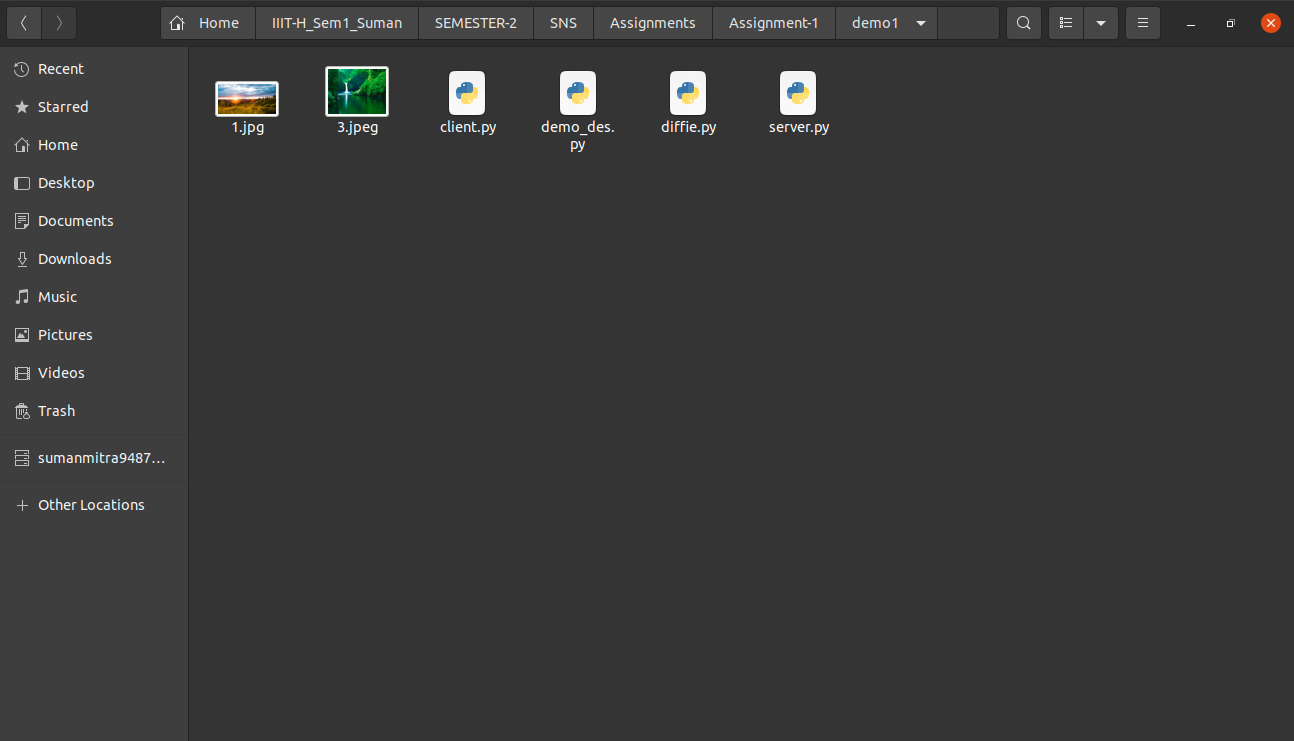 Home IIIT-H_Sem1_Suman SEMESTER-2 SNS Assignments Assignment-1 demo1
Recent
Starred
Home
Desktop
Documents
Downloads
Music
Pictures
Videos
Trash
sumanmitra9487…
Other Locations
1.jpg 3.jpeg client.py demo_des. diffie.py server.py
py